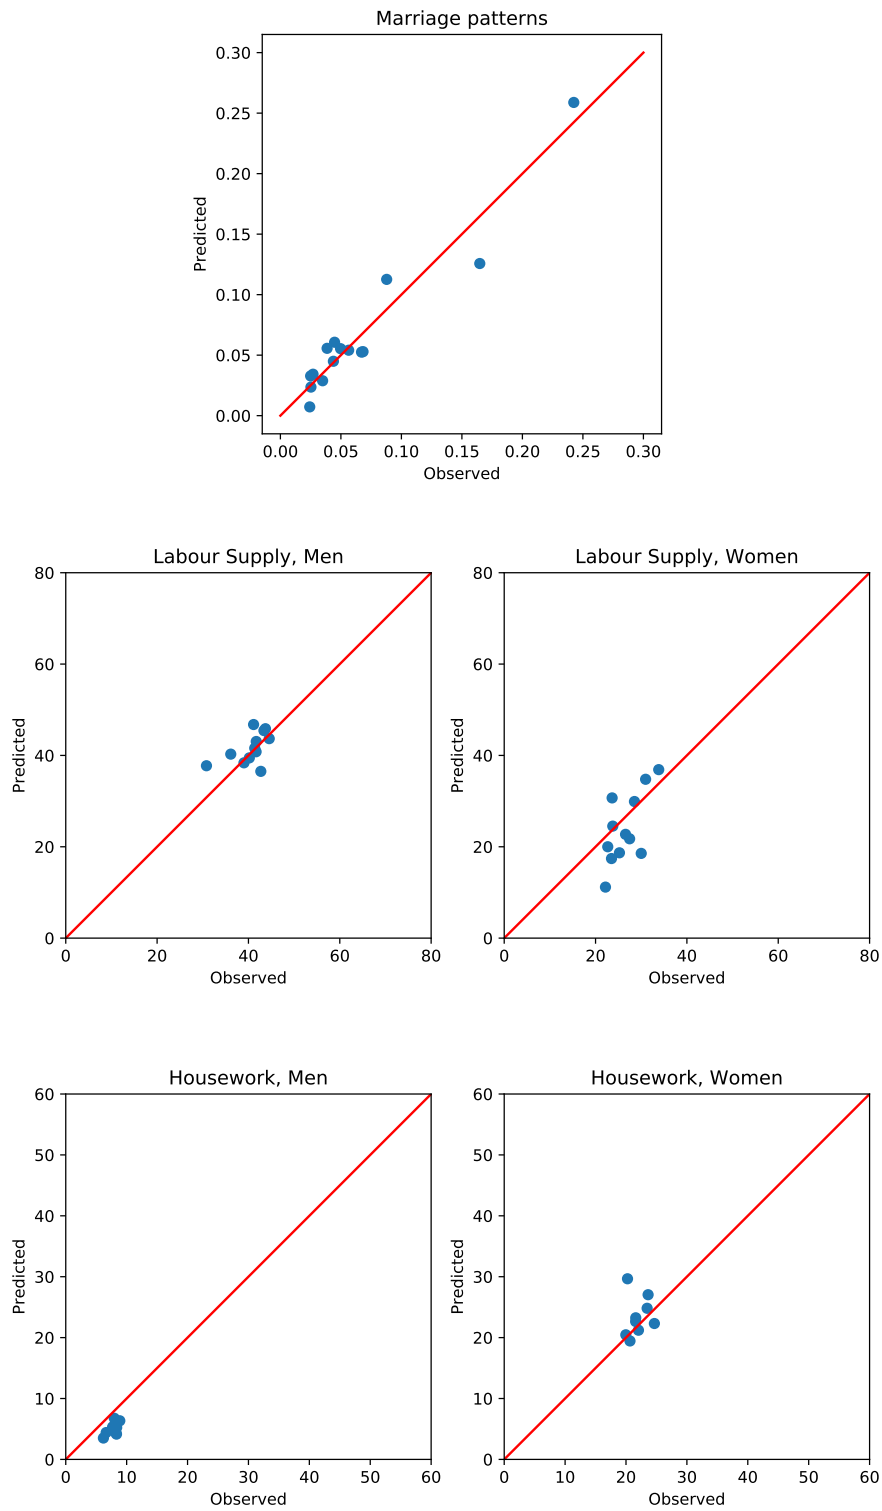 Marriage patterns
0.30
0.25
0.20
0.15
0.10
0.05
0.00
Predicted
0.00 0.05 0.10 0.15 0.20 0.25 0.30
Observed
Labour Supply, Men
80
60
40
20
0
Predicted
0 20 40 60 80
Observed
Labour Supply, Women
80
60
40
20
0
Predicted
0 20 40 60 80
Observed
Housework, Men
60
50
40
30
20
10
0
Predicted
0 10 20 30 40 50 60
Observed
Housework, Women
60
50
40
30
20
10
0
Predicted
0 10 20 30 40 50 60
Observed